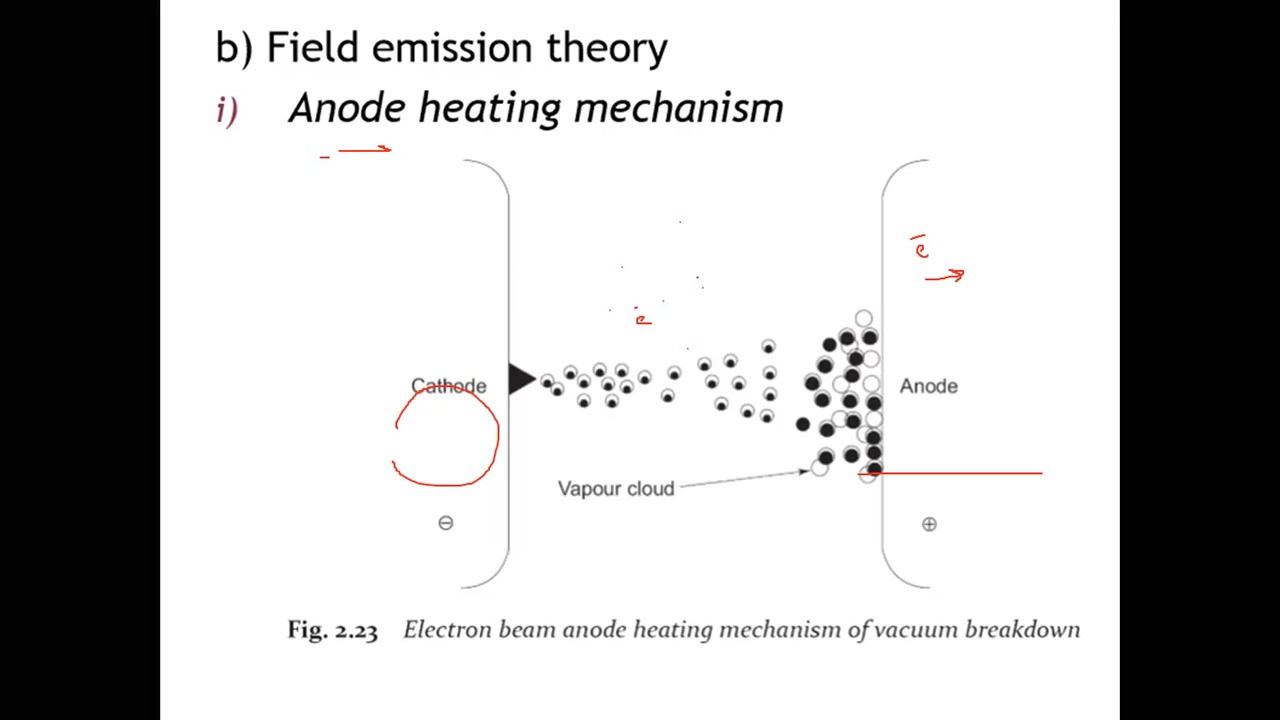 b) Field emission theory
i) Anode heating mechanism
ē
ē
Cathode
Anode
Vapour cloud
⊖
⊕
Fig. 2.23 Electron beam anode heating mechanism of vacuum breakdown